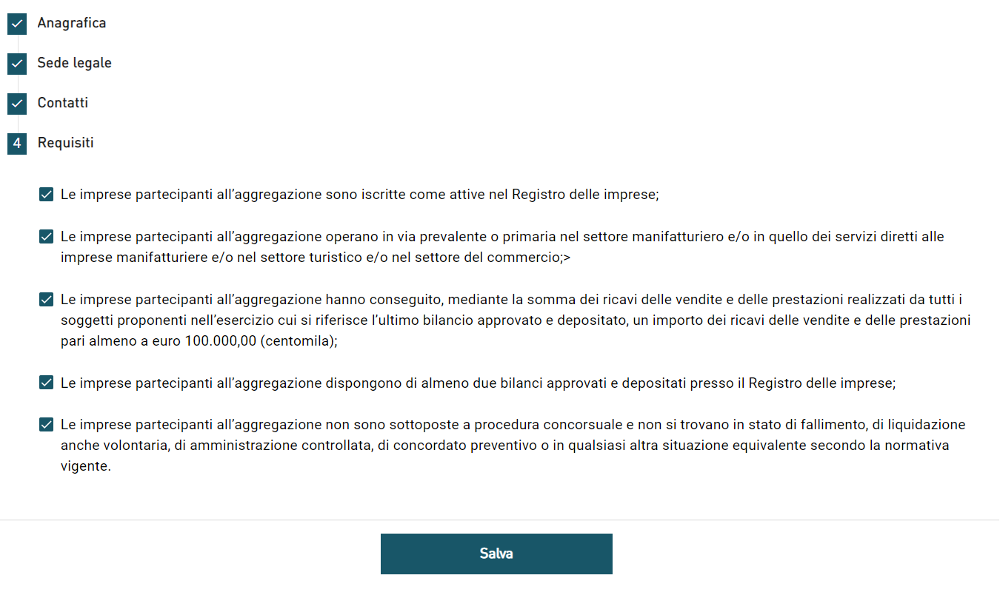 Anagrafica
Sede legale
Contatti
4 Requisiti
Le imprese partecipanti all’aggregazione sono iscritte come attive nel Registro delle imprese;
Le imprese partecipanti all’aggregazione operano in via prevalente o primaria nel settore manifatturiero e/o in quello dei servizi diretti alle
imprese manifatturiere e/o nel settore turistico e/o nel settore del commercio;>
Le imprese partecipanti all’aggregazione hanno conseguito, mediante la somma dei ricavi delle vendite e delle prestazioni realizzati da tutti i
soggetti proponenti nell’esercizio cui si riferisce l’ultimo bilancio approvato e depositato, un importo dei ricavi delle vendite e delle prestazioni
pari almeno a euro 100.000,00 (centomila);
Le imprese partecipanti all’aggregazione dispongono di almeno due bilanci approvati e depositati presso il Registro delle imprese;
Le imprese partecipanti all’aggregazione non sono sottoposte a procedura concorsuale e non si trovano in stato di fallimento, di liquidazione
anche volontaria, di amministrazione controllata, di concordato preventivo o in qualsiasi altra situazione equivalente secondo la normativa
vigente.
Salva